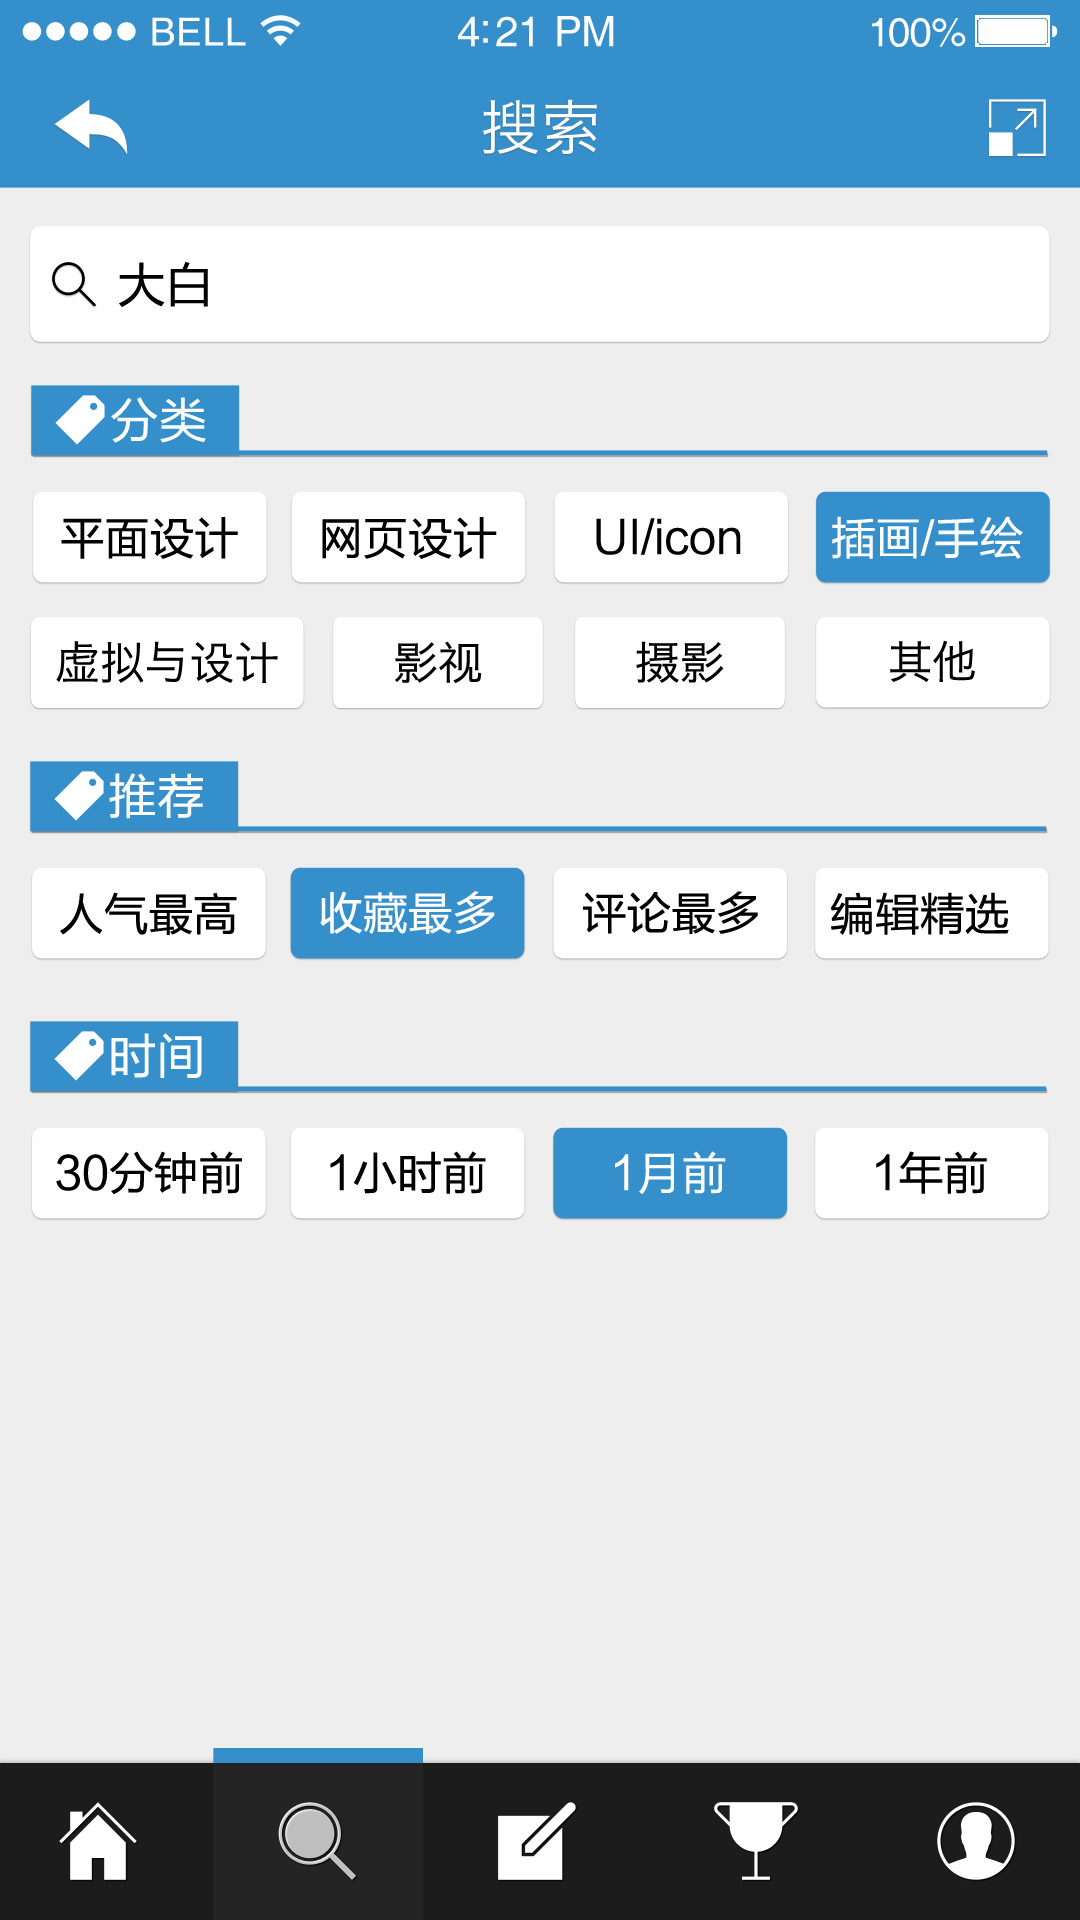 BELL 4:21 PM 100%
搜索
大白
分类
平面设计 网页设计 UI/icon 插画/手绘
虚拟与设计 影视 摄影 其他
推荐
人气最高 收藏最多 评论最多 编辑精选
时间
30分钟前 1小时前 1月前 1年前